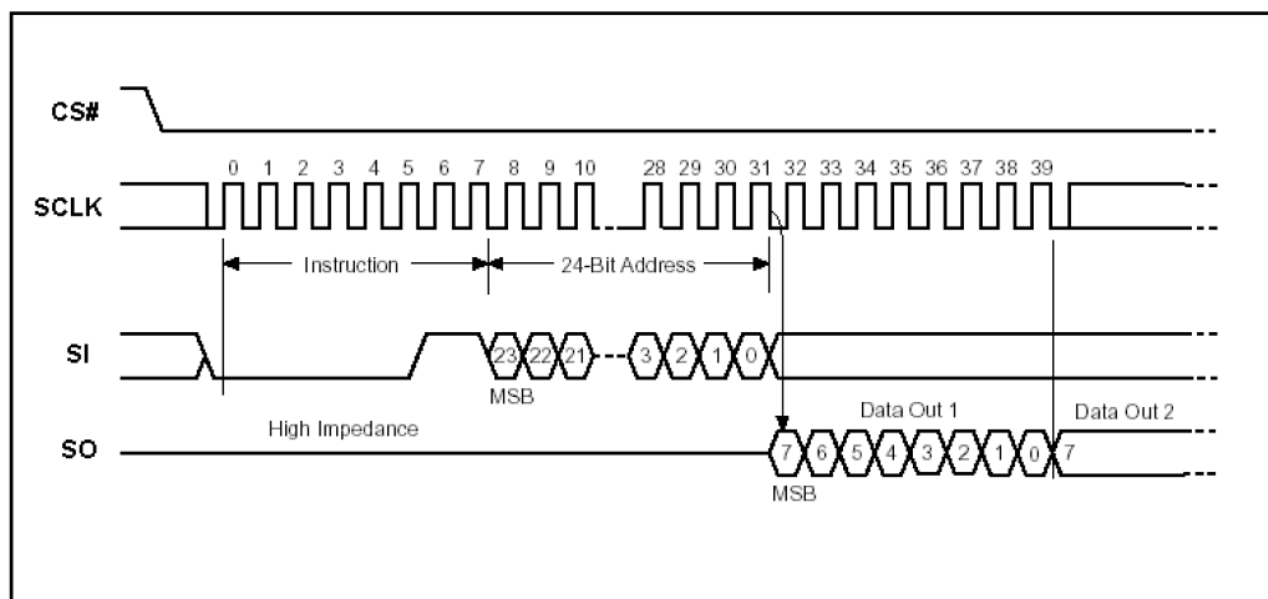 CS#
0 1 2 3 4 5 6 7 8 9 10 28 29 30 31 32 33 34 35 36 37 38 39
SCLK
Instruction 24-Bit Address
SI
23 22 21 3 2 1 0
MSB
Data Out 1 Data Out 2
High Impedance
SO
7 6 5 4 3 2 1 0 7
MSB